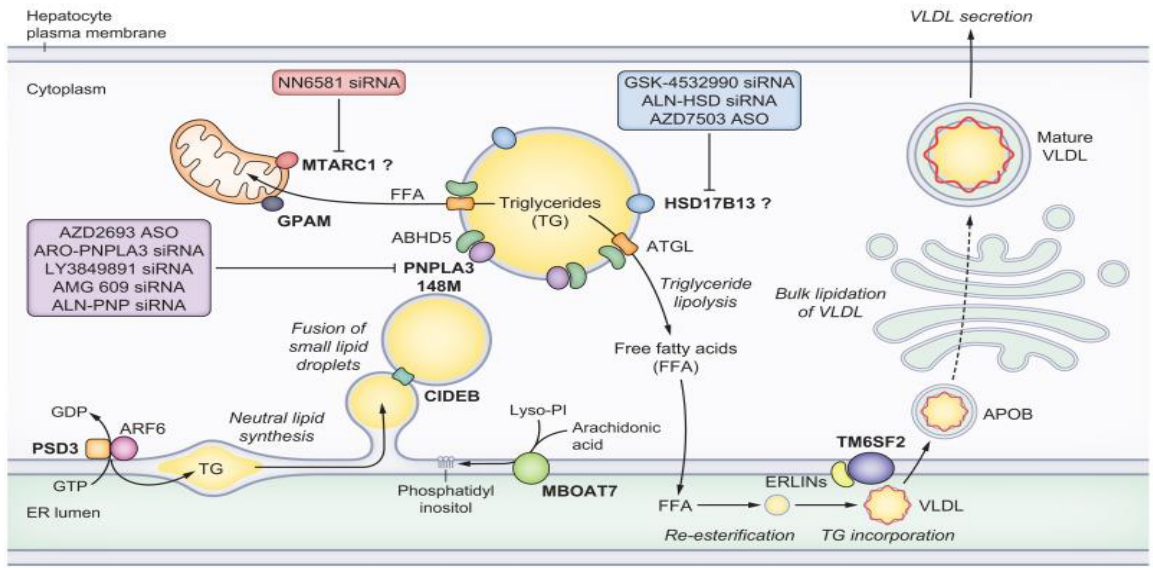 Hepatocyte
plasma membrane
VLDL secretion
Cytoplasm
NN6581 siRNA
GSK-4532990 siRNA
ALN-HSD siRNA
AZD7503 ASO
Mature
VLDL
MTARC1 ?
FFA
Triglycerides
(TG)
HSD17B13 ?
GPAM
AZD2693 ASO
ARO-PNPLA3 siRNA
LY3849891 siRNA
AMG 609 siRNA
ALN-PNP siRNA
ABHD5
ATGL
PNPLA3
148M
Triglyceride
lipolysis
Bulk lipidation
of VLDL
Fusion of
small lipid
droplets
Free fatty acids
(FFA)
CIDEB
GDP
ARF6
Neutral lipid
synthesis
Lyso-PI
Arachidonic
acid
APOB
PSD3
TG
TM6SF2
GTP
Phosphatidyl
inositol
MBOAT7
ERLINs
ER lumen
FFA
VLDL
Re-esterification
TG incorporation